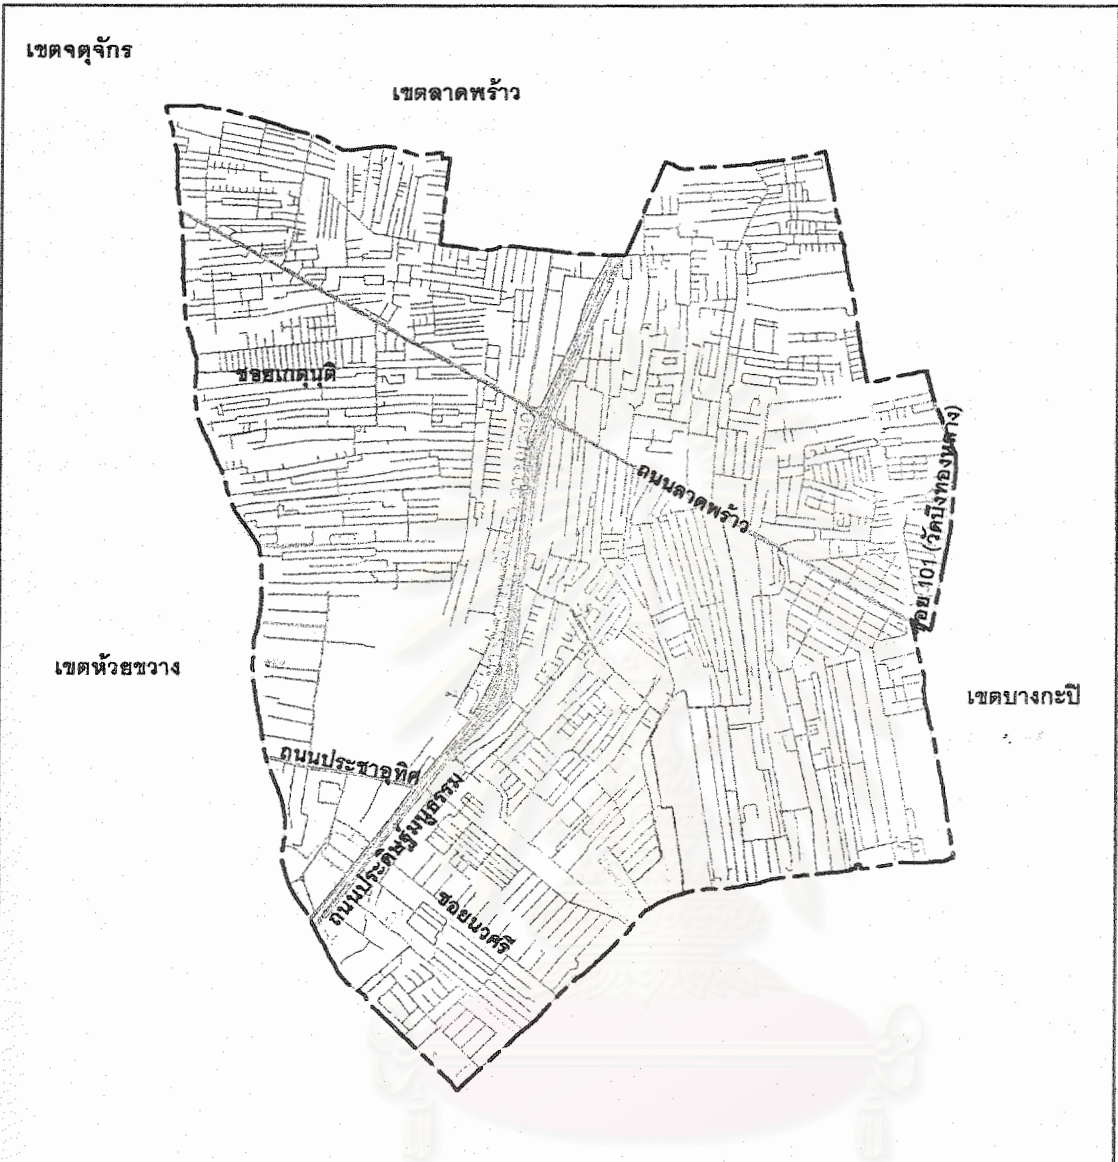 เขตจตุจักร
เขตลาดพร้าว
ซอยเกตุนุติ
ถนนลาดพร้าว
ซอย 101 (วัดบึงทองหลาง)
เขตห้วยขวาง
เขตบางกะปิ
ถนนประชาอุทิศ
ถนนประดิษฐ์มนูธรรม
ซอยนวศรี